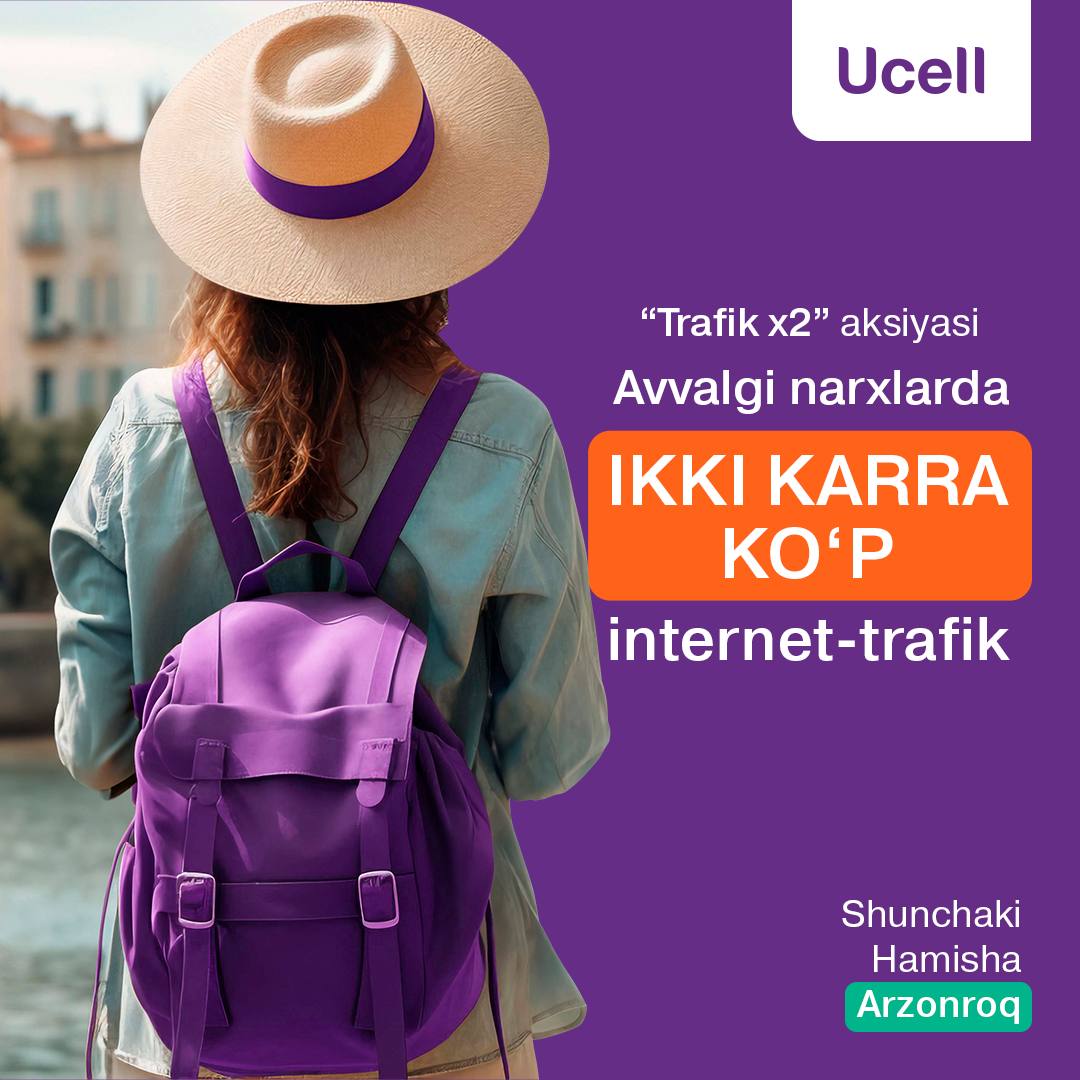 Ucell
“Trafik x2” aksiyasi
Avvalgi narxlarda
IKKI KARRA
KO‘P
internet-trafik
Shunchaki
Hamisha
Arzonroq